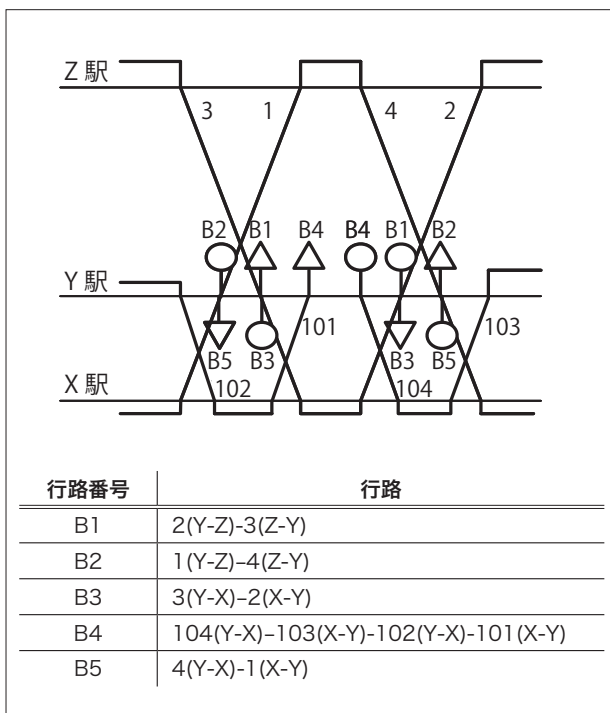 Z 駅
3 1 4 2
B2 B1 B4 B4 B1 B2
Y 駅
101 103
B5 B3 B3 B5
X 駅
102 104
行路番号 行路
B1 2(Y-Z)-3(Z-Y)
B2 1(Y-Z)–4(Z-Y)
B3 3(Y-X)–2(X-Y)
B4 104(Y-X)–103(X-Y)-102(Y-X)-101(X-Y)
B5 4(Y-X)-1(X-Y)